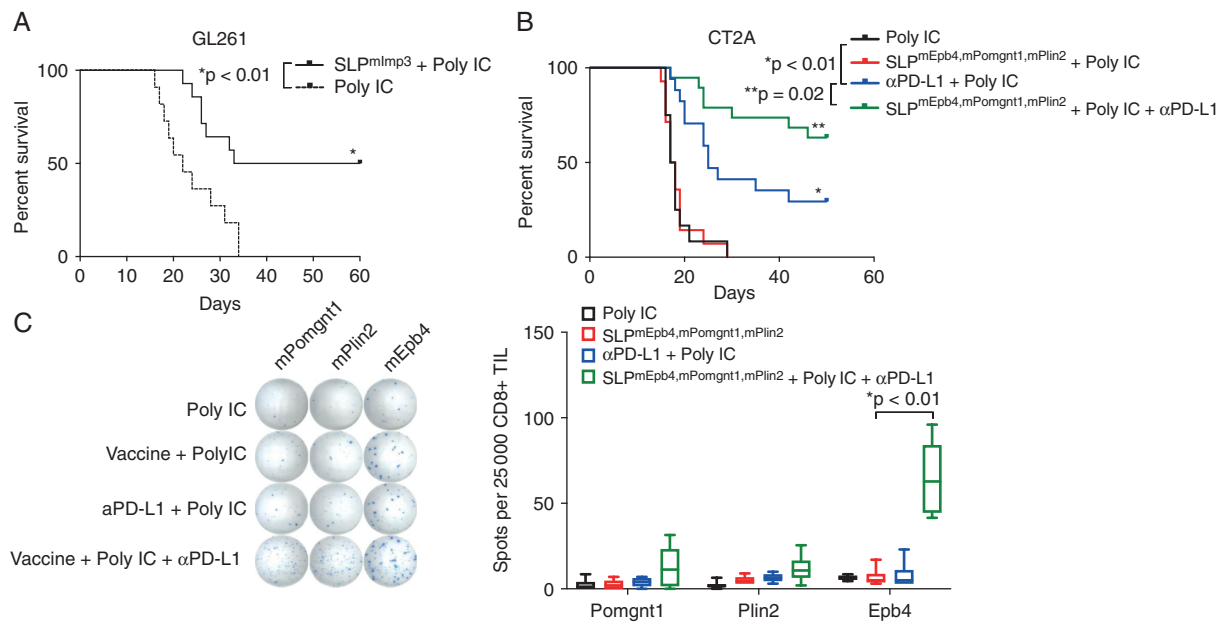 A
GL261
*p < 0.01
SLPmImp3 + Poly IC
Poly IC
Percent survival
100
50
0
*
0 10 20 30 40 50 60
Days
B
CT2A
*p < 0.01
**p = 0.02
Poly IC
SLPmEpb4,mPomgnt1,mPlin2 + Poly IC
αPD-L1 + Poly IC
SLPmEpb4,mPomgnt1,mPlin2 + Poly IC + αPD-L1
Percent survival
100
50
0
**
*
0 20 40 60
Days
C
mPomgnt1
mPlin2
mEpb4
Poly IC
Vaccine + PolyIC
aPD-L1 + Poly IC
Vaccine + Poly IC + αPD-L1
Poly IC
SLPmEpb4,mPomgnt1,mPlin2
αPD-L1 + Poly IC
SLPmEpb4,mPomgnt1,mPlin2 + Poly IC + αPD-L1
*p < 0.01
Spots per 25 000 CD8+ TIL
150
100
50
0
Pomgnt1 Plin2 Epb4